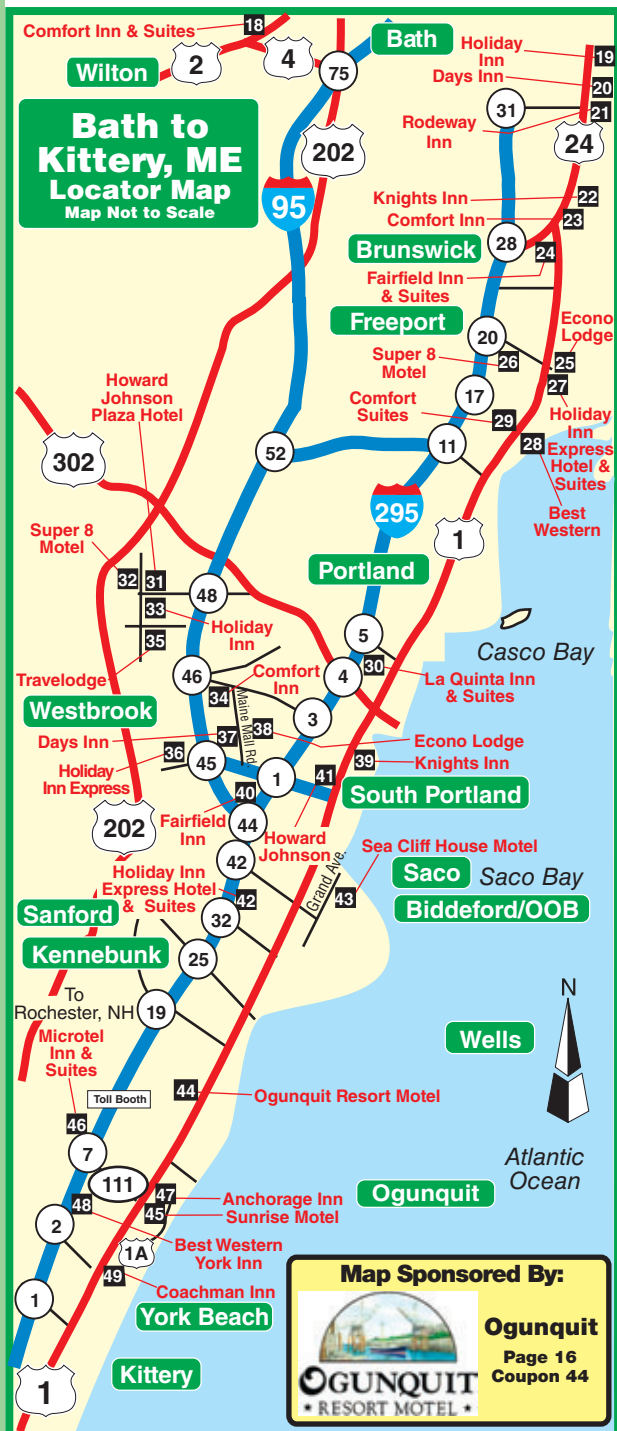 Comfort Inn & Suites
18
Bath
Holiday
Inn
19
Wilton
2
4
75
Days Inn
20
31
Rodeway
Inn
21
24
Bath to
Kittery, ME
Locator Map
Map Not to Scale
202
95
Knights Inn
22
Comfort Inn
23
Brunswick
28
24
Fairfield Inn
& Suites
Freeport
20
Econo
Lodge
Super 8
Motel
26
25
27
Howard
Johnson
Plaza Hotel
17
Comfort
Suites
29
Holiday
Inn
Express
Hotel &
Suites
28
302
52
11
Best
Western
295
1
Super 8
Motel
32
31
48
Portland
33
Holiday
Inn
5
Casco Bay
35
Travelodge
46
4
30
La Quinta Inn
& Suites
Comfort
Inn
34
Maine Mall Rd.
Westbrook
3
Days Inn
37
38
Econo Lodge
36
Holiday
Inn Express
45
39
Knights Inn
1
41
40
South Portland
202
Fairfield
Inn
44
Howard
Johnson
42
Grand Ave.
Sea Cliff House Motel
Holiday Inn
Express Hotel
& Suites
42
43
Saco
Saco Bay
Biddeford/OOB
Sanford
32
Kennebunk
25
To
Rochester, NH
19
N
Wells
Microtel
Inn &
Suites
Toll Booth
44
Ogunquit Resort Motel
46
7
Atlantic
Ocean
111
47
Anchorage Inn
Ogunquit
48
45
Sunrise Motel
2
1A
Best Western
York Inn
49
Coachman Inn
1
York Beach
Kittery
1
Map Sponsored By:
Ogunquit
Page 16
Coupon 44
OGUNQUIT
★ RESORT MOTEL ★